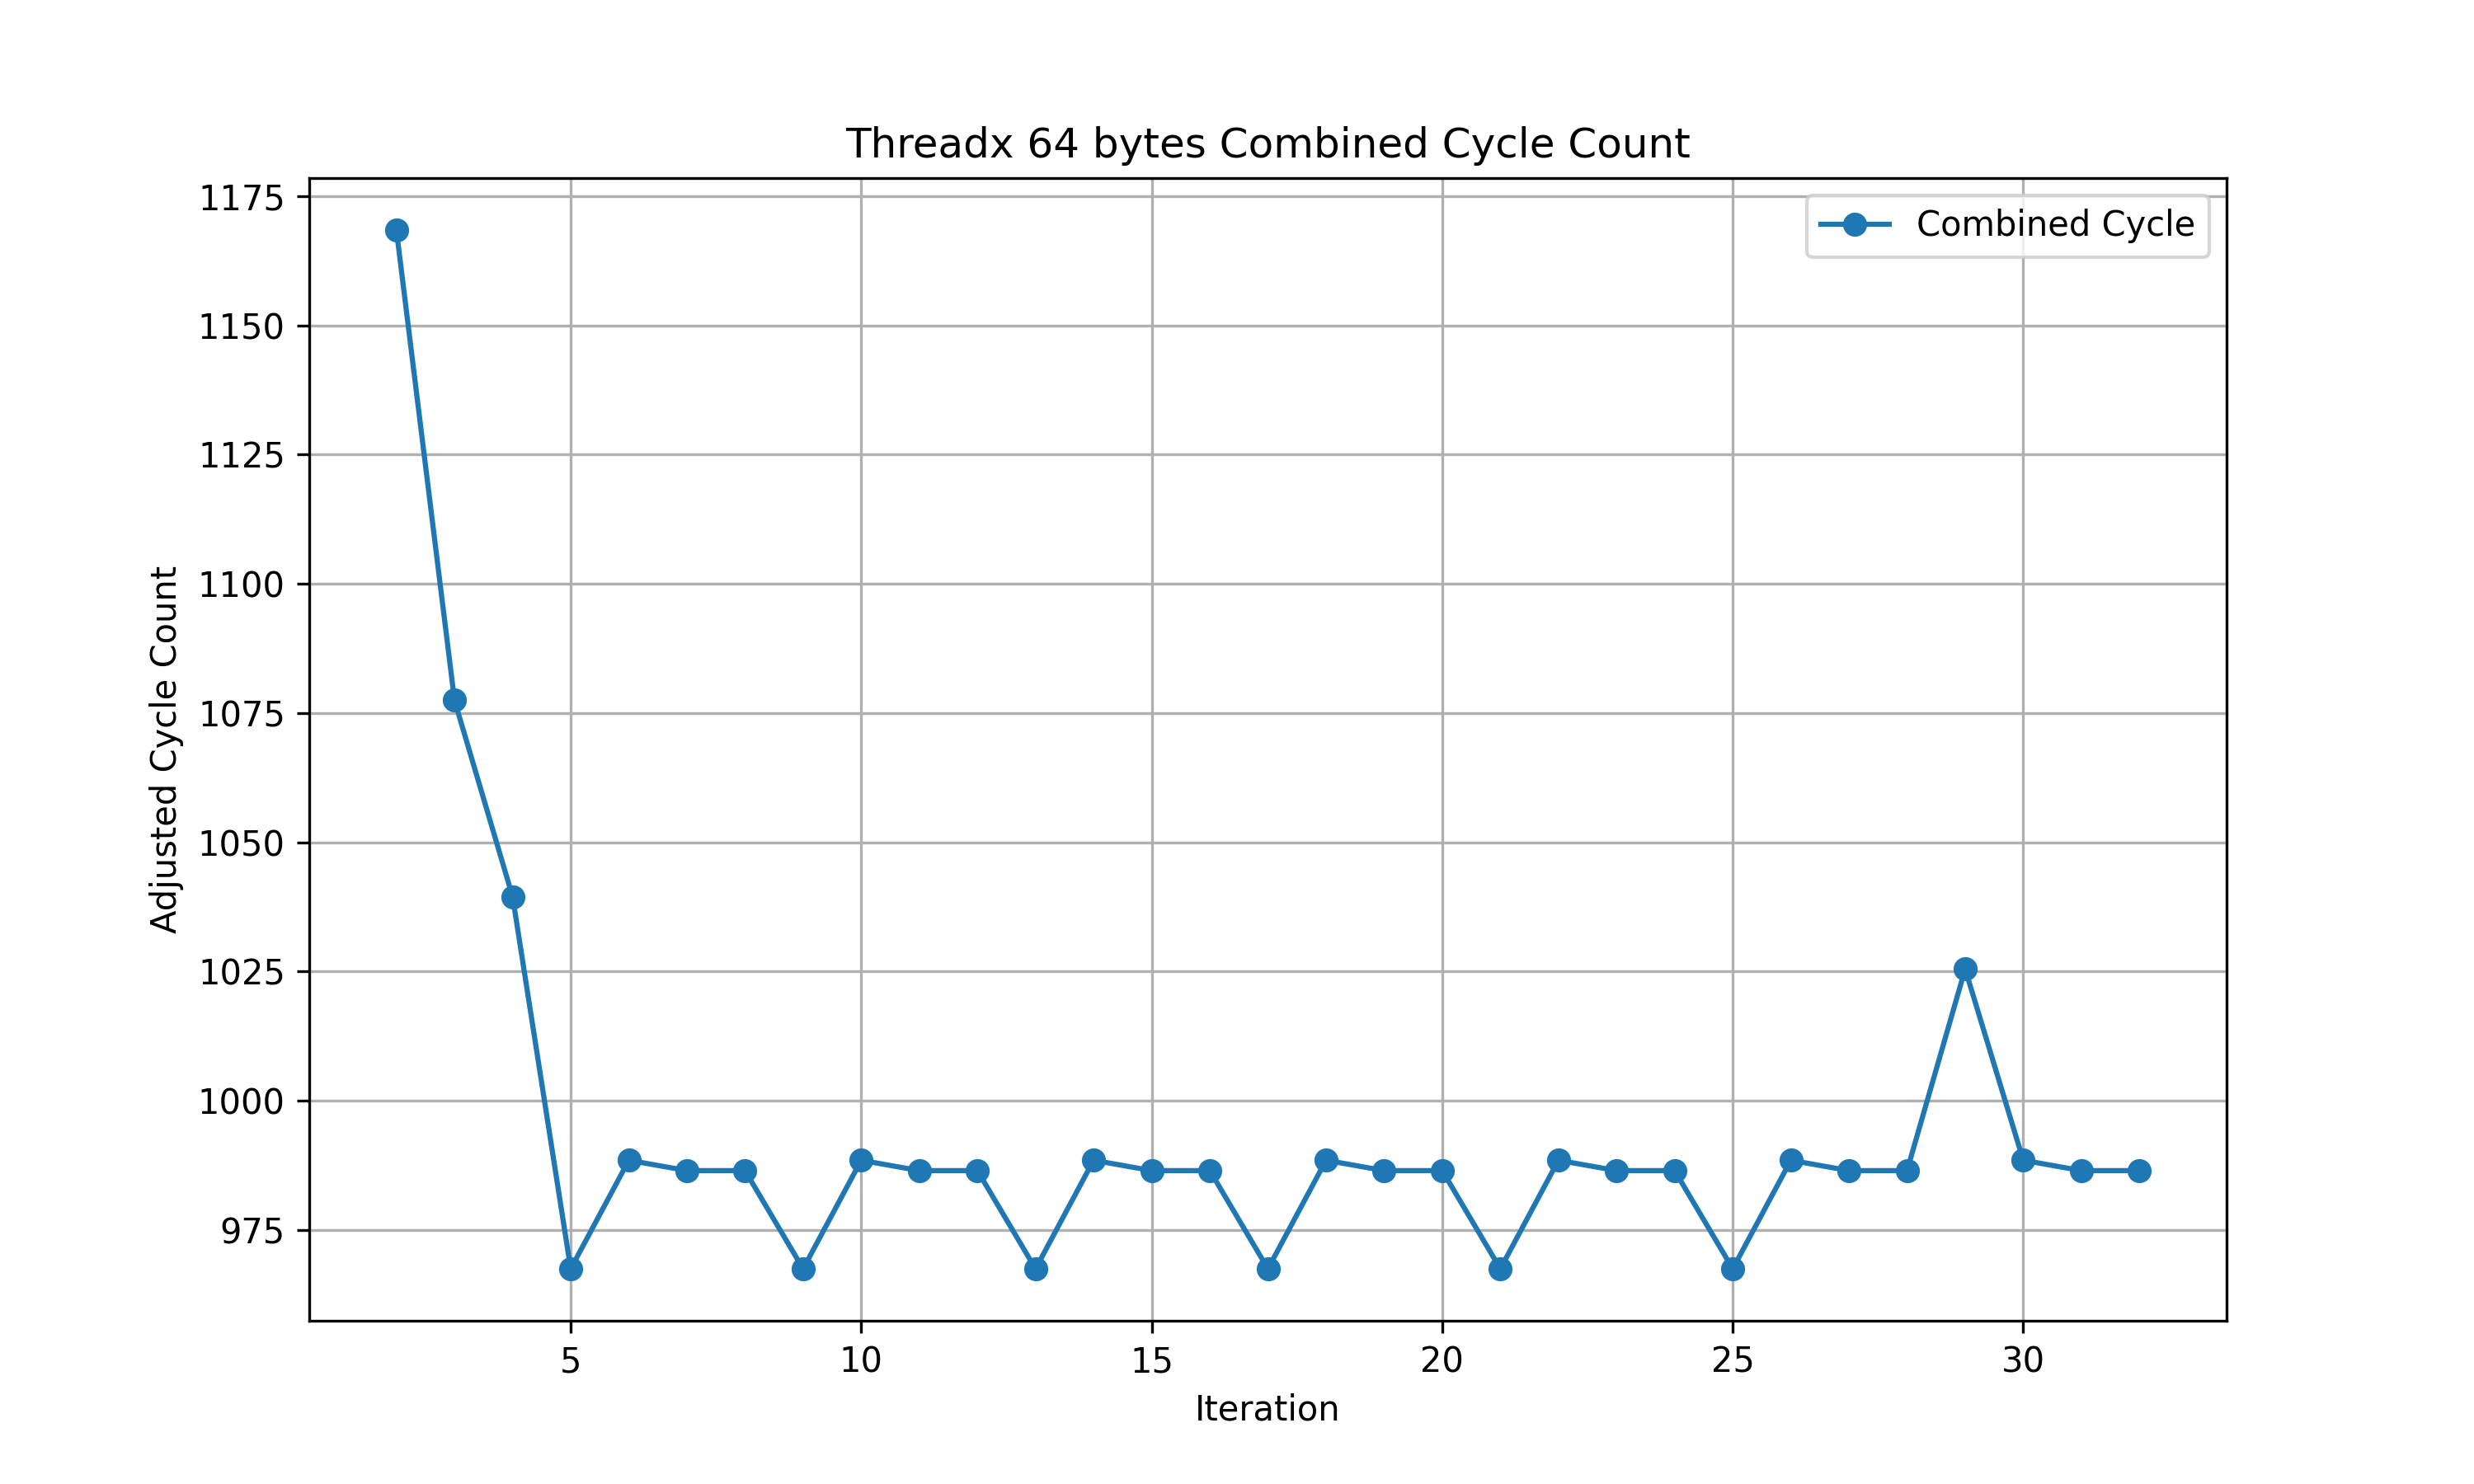 Threadx 64 bytes Combined Cycle Count
Combined Cycle
Adjusted Cycle Count
1175
1150
1125
1100
1075
1050
1025
1000
975
5 10 15 20 25 30
Iteration